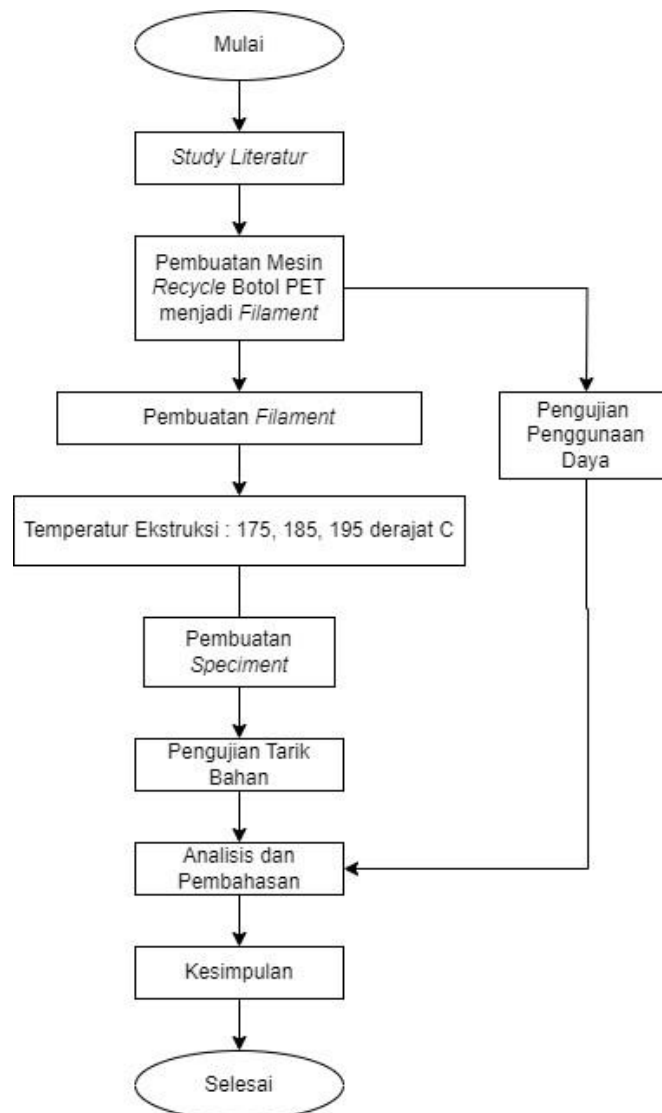 Mulai
Study Literatur
Pembuatan Mesin
Recycle Botol PET
menjadi Filament
Pembuatan Filament
Pengujian
Penggunaan
Daya
Temperatur Ekstruksi : 175, 185, 195 derajat C
Pembuatan
Speciment
Pengujian Tarik
Bahan
Analisis dan
Pembahasan
Kesimpulan
Selesai